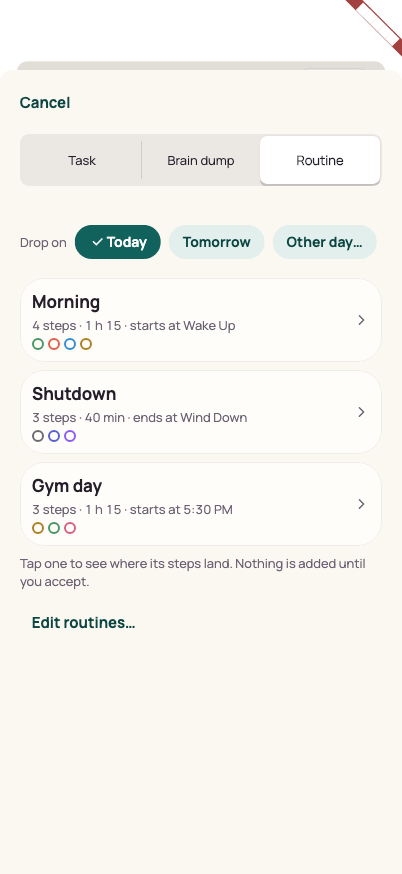 Cancel
Task
Brain dump
Routine
Drop on
Today
Tomorrow
Other day...
Morning
4 steps · 1 h 15 · starts at Wake Up
Shutdown
3 steps · 40 min · ends at Wind Down
Gym day
3 steps · 1 h 15 · starts at 5:30 PM
Tap one to see where its steps land. Nothing is added until
you accept.
Edit routines...